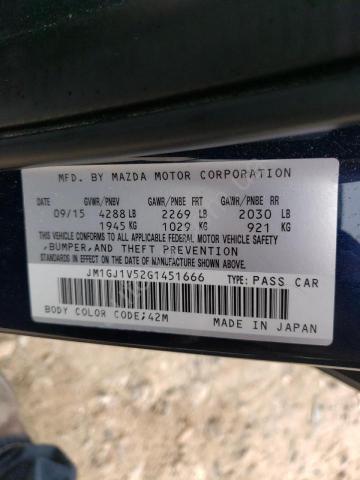 MFD. BY MAZDA MOTOR CORPORATION
DATE GVWR/PNBV GAWR/PNBE FR GAWR/PNBE RR
09/15 4288 LB 2269 LB 2030 LB
1945 KG 1029 KG 921 KG
THIS VEHICLE CONFORMS TO ALL APPLICABLE FEDERAL MOTOR VEHICLE SAFETY,
BUMPER, AND THEFT PREVENTION
STANDARDS IN EFFECT ON THE DATE OF MANUFACTURE SHOWN ABOVE.
JM1GJ1V52G1451666 TYPE: PASS CAR
BODY COLOR CODE; 42M MADE IN JAPAN